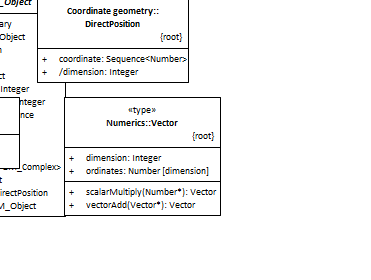 _Object
Coordinate geometry::
DirectPosition
{root}
+ coordinate: Sequence<Number>
+ /dimension: Integer
ary
Object
Integer
nteger
nce
_Complex>
t
irectPosition
M_Object
«type»
Numerics::Vector
{root}
+ dimension: Integer
+ ordinates: Number [dimension]
+ scalarMultiply(Number*): Vector
+ vectorAdd(Vector*): Vector